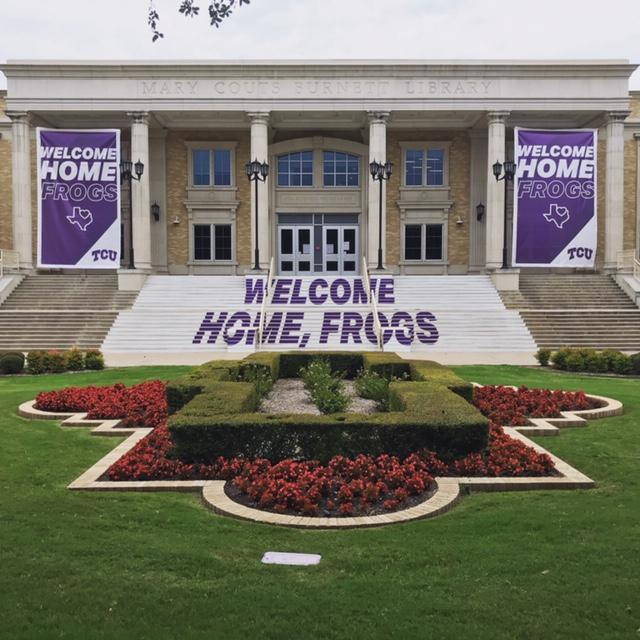 MARY COUTS BURNETT LIBRARY
WELCOME
HOME
FROGS
TCU
WELCOME
HOME
FROGS
TCU
WELCOME
HOME, FROGS